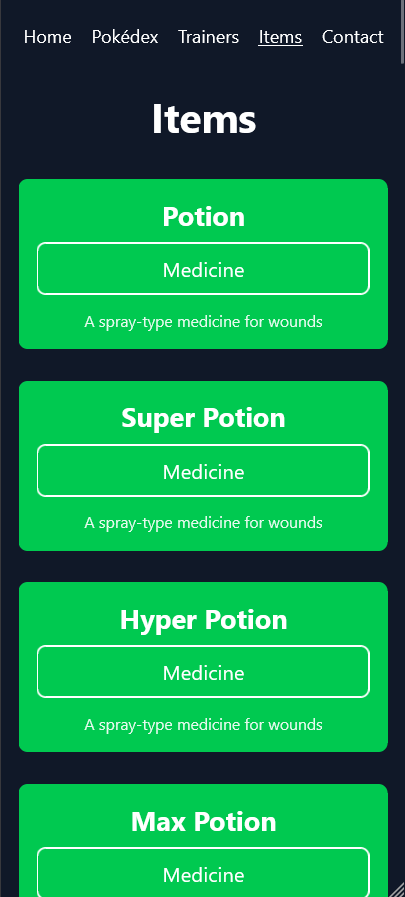 Home Pokédex Trainers Items Contact
Items
Potion
Medicine
A spray-type medicine for wounds
Super Potion
Medicine
A spray-type medicine for wounds
Hyper Potion
Medicine
A spray-type medicine for wounds
Max Potion
Medicine